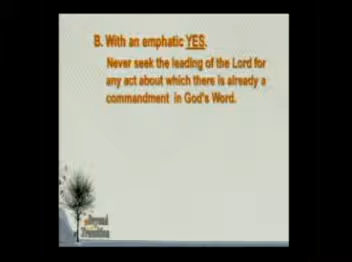 B. With an emphatic YES.
Never seek the leading of the Lord for
any act about which there is already a
commandment in God's Word.